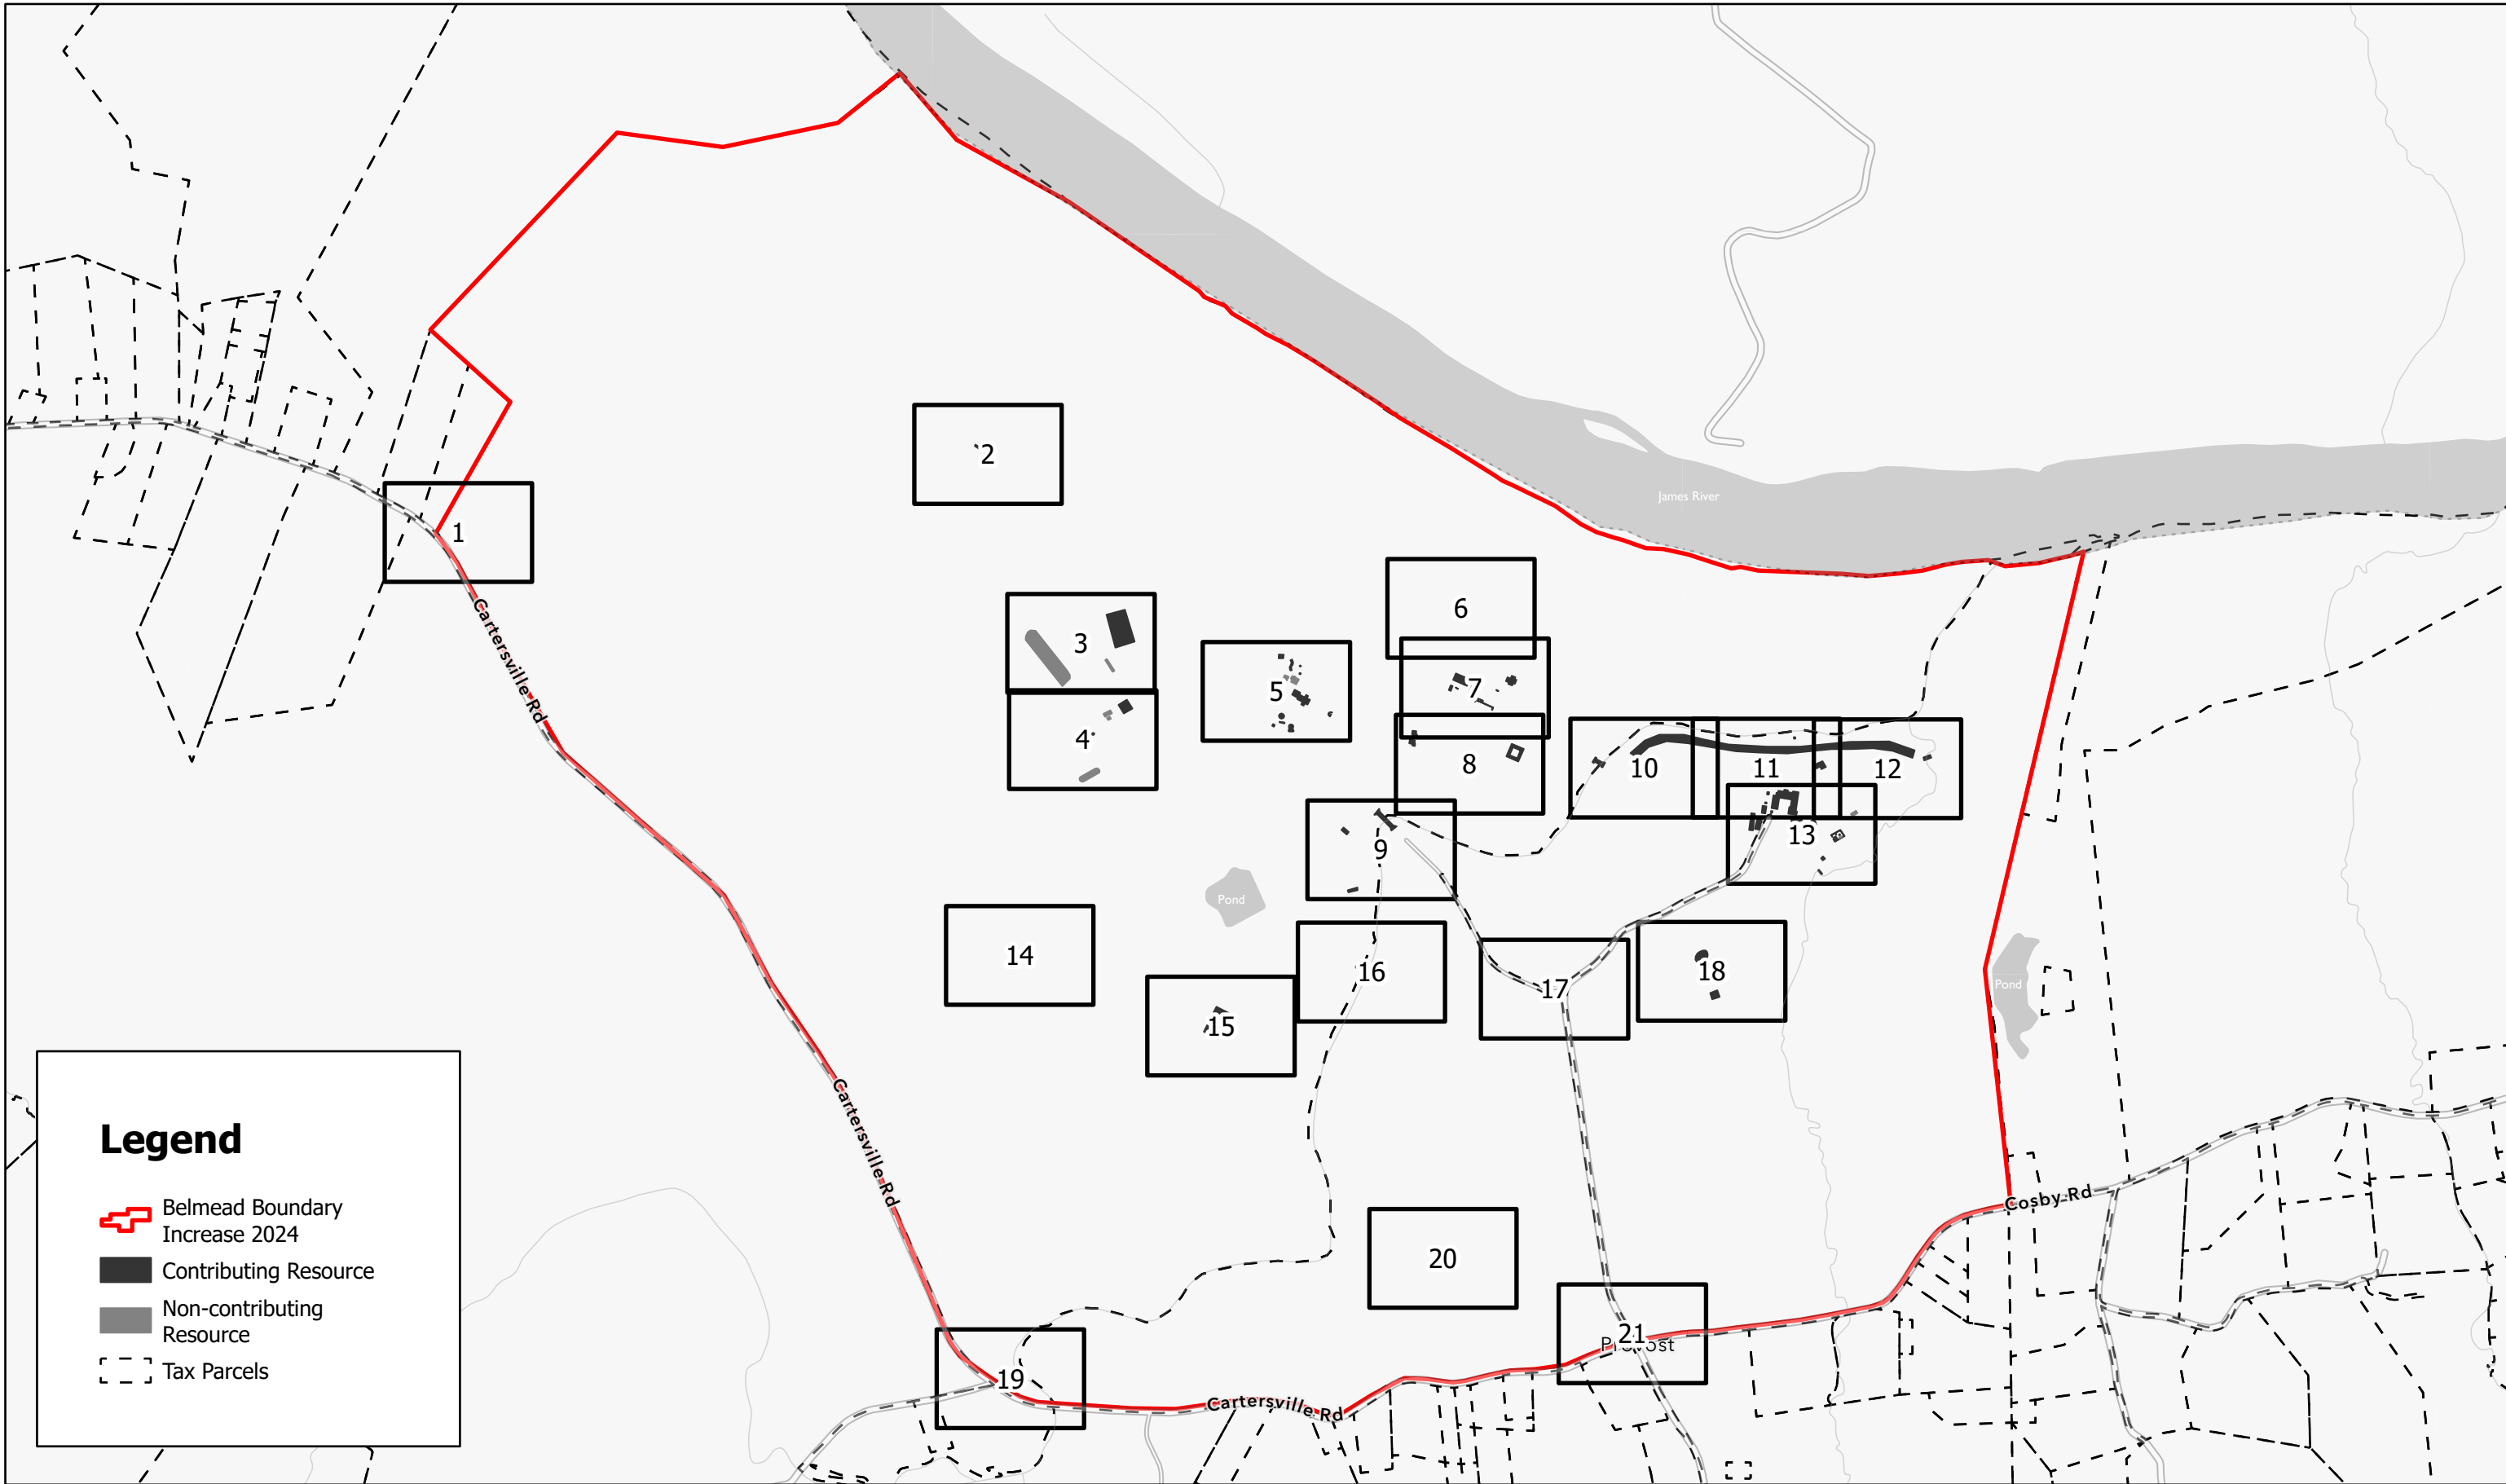 James River
2
1
6
3
5
7
4
8
10
11
12
13
9
Cartersville Rd
Pond
14
16
18
17
Pond
15
Cartersville Rd
Cosby Rd
20
21
Provost
19
Cartersville Rd
Legend
Belmead Boundary
Increase 2024
Contributing Resource
Non-contributing
Resource
Tax Parcels